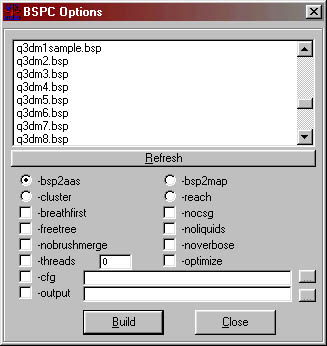 BSPC Options
q3dm1sample.bsp
q3dm2.bsp
q3dm3.bsp
q3dm4.bsp
q3dm5.bsp
q3dm6.bsp
q3dm7.bsp
q3dm8.bsp
Refresh
-bsp2aas -bsp2map
-cluster -reach
-breathfirst -nocsg
-freetree -noliquids
-nobrushmerge -noverbose
-threads 0 -optimize
-cfg ...
-output ...
Build Close